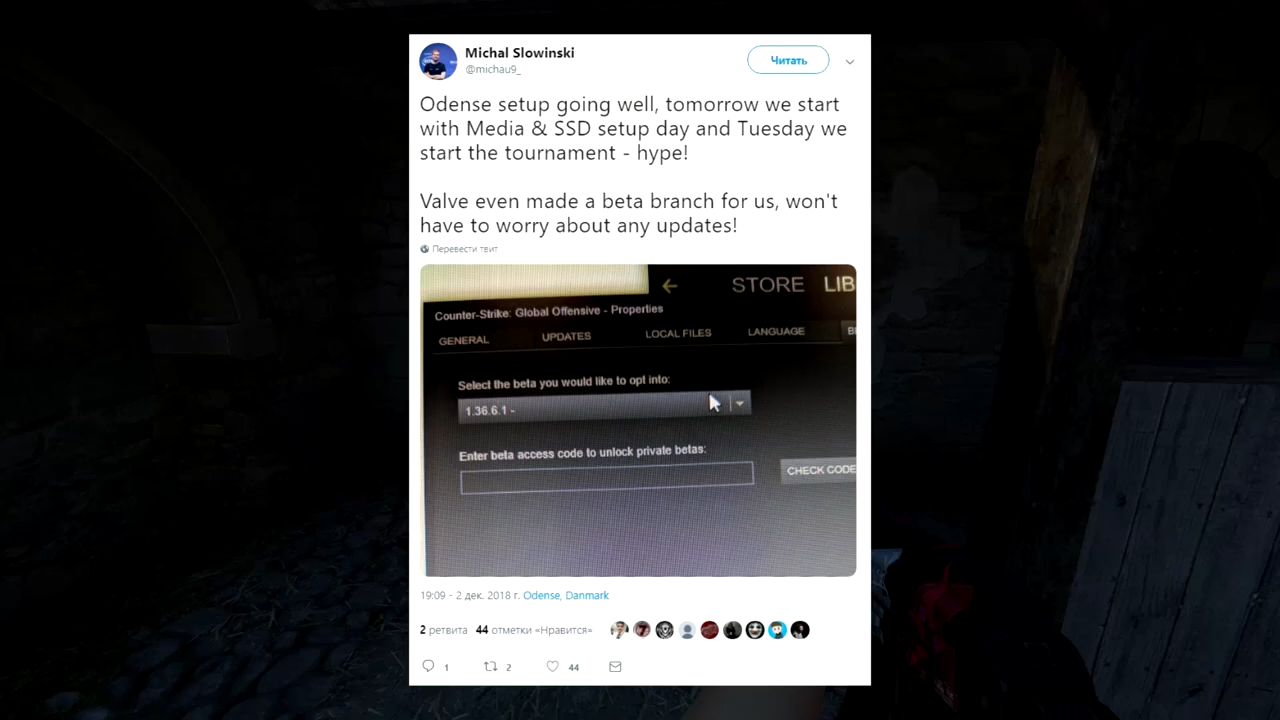 Michal Slowinski
@michau9_
Читать
Odense setup going well, tomorrow we start
with Media & SSD setup day and Tuesday we
start the tournament - hype!
Valve even made a beta branch for us, won't
have to worry about any updates!
Перевести твит
STORE LIB
Counter-Strike: Global Offensive - Properties
GENERAL UPDATES LOCAL FILES LANGUAGE
Select the beta you would like to opt into:
1.36.6.1 -
Enter beta access code to unlock private betas:
CHECK CODE
19:09 - 2 дек. 2018 г. Odense, Danmark
2 ретвита 44 отметки «Нравится»
1 2 44